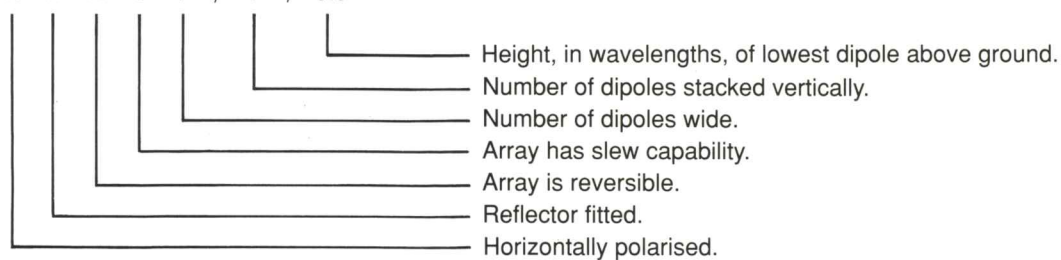 Height, in wavelengths, of lowest dipole above ground.
Number of dipoles stacked vertically.
Number of dipoles wide.
Array has slew capability.
Array is reversible.
Reflector fitted.
Horizontally polarised.